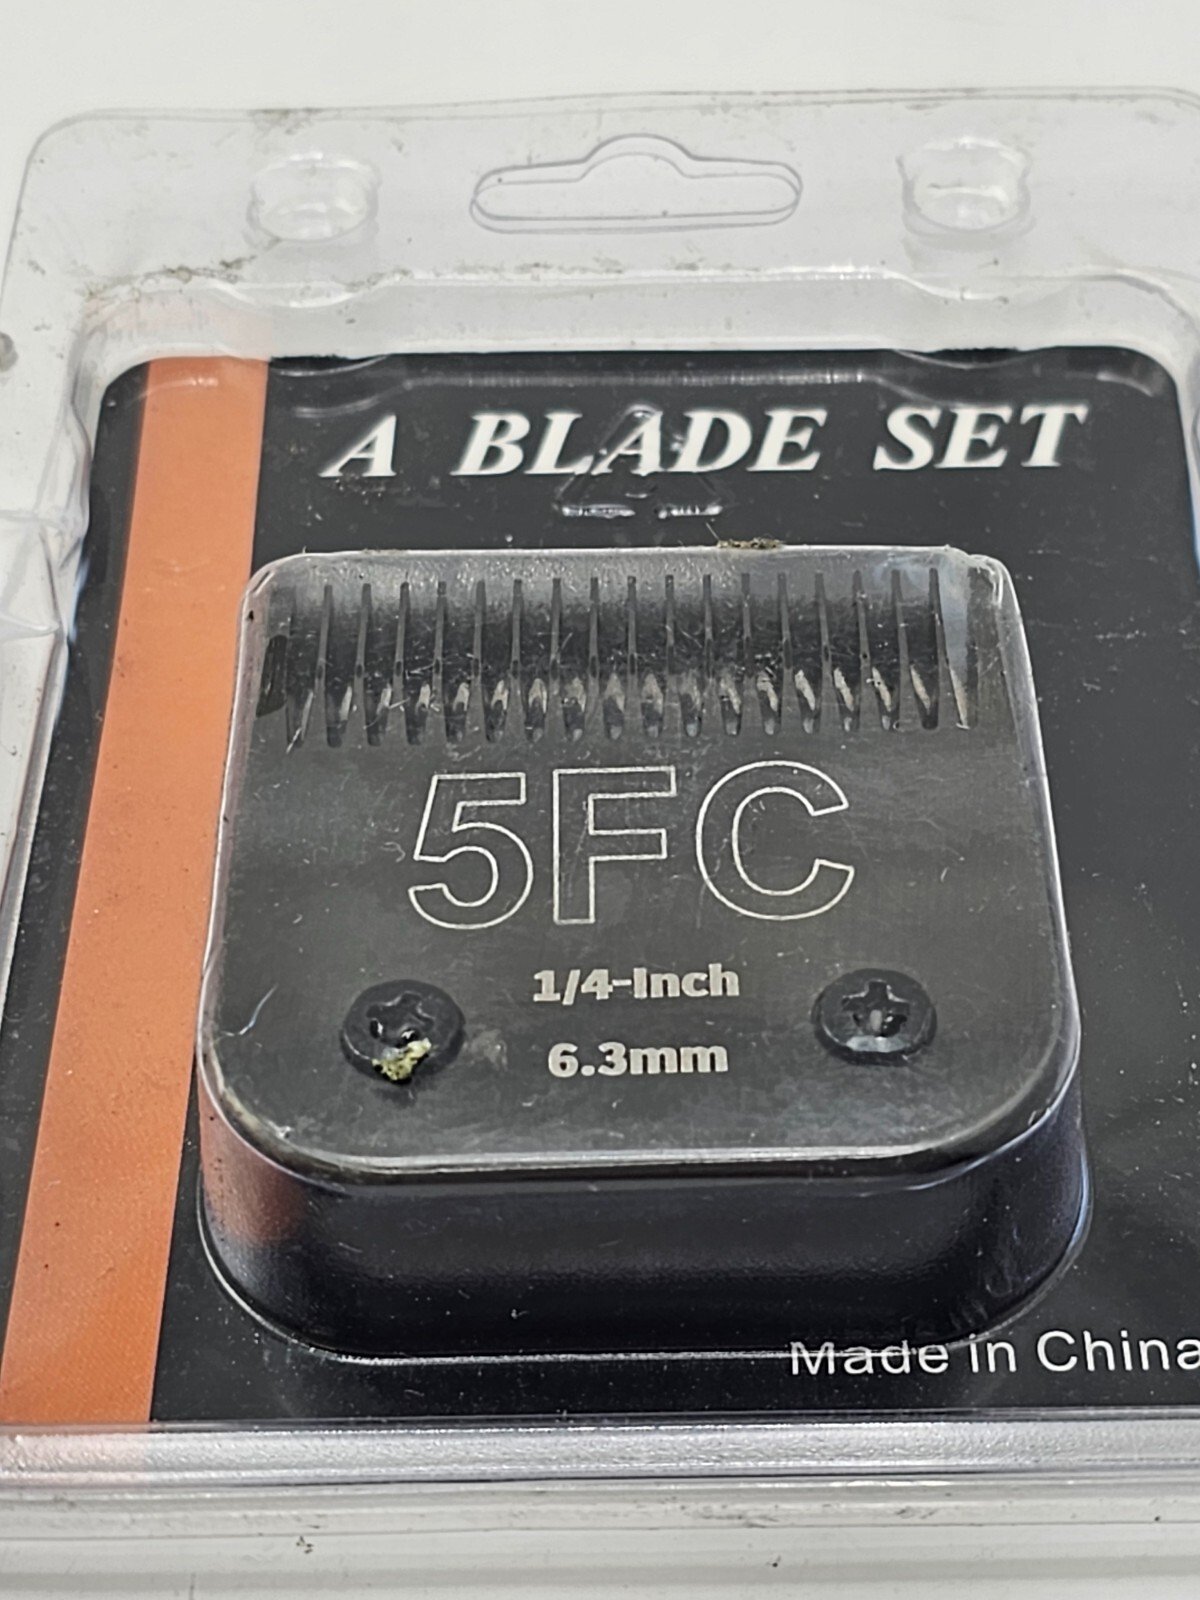 A BLADE SET
5FC
1/4-Inch
6.3mm
Made in China